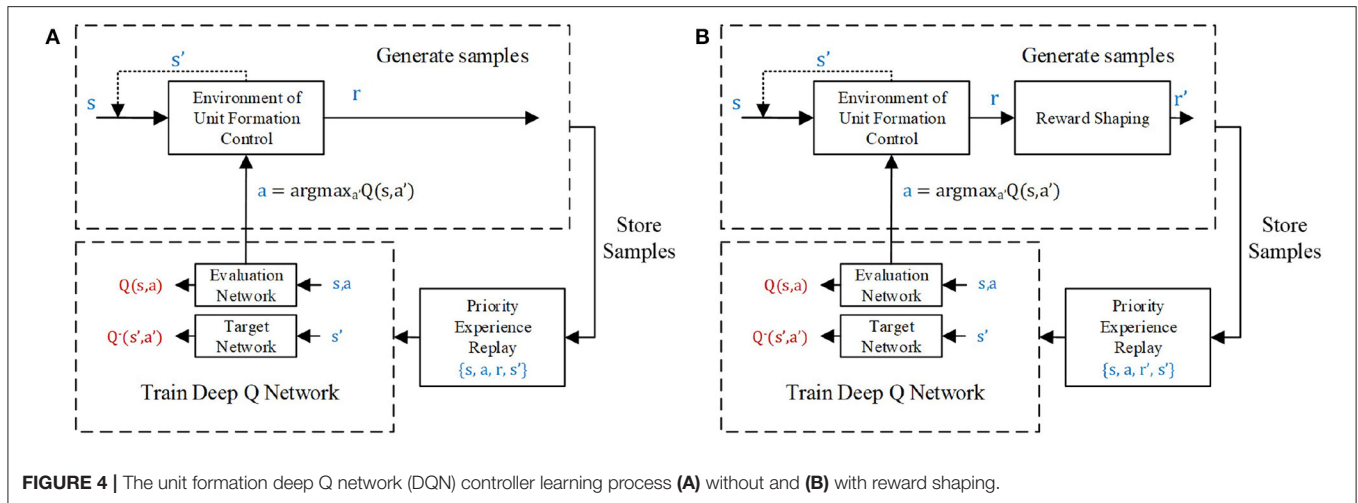 A
Generate samples
s'
s
Environment of
Unit Formation
Control
r
a = argmaxₐ'Q(s,a')
Store
Samples
Q(s,a)
Evaluation
Network
s,a
Q⁻(s',a')
Target
Network
s'
Train Deep Q Network
Priority
Experience
Replay
{s, a, r, s'}
B
Generate samples
s'
s
Environment of
Unit Formation
Control
r
Reward Shaping
r'
a = argmaxₐ'Q(s,a')
Store
Samples
Q(s,a)
Evaluation
Network
s,a
Q⁻(s',a')
Target
Network
s'
Train Deep Q Network
Priority
Experience
Replay
{s, a, r', s'}
FIGURE 4 | The unit formation deep Q network (DQN) controller learning process (A) without and (B) with reward shaping.